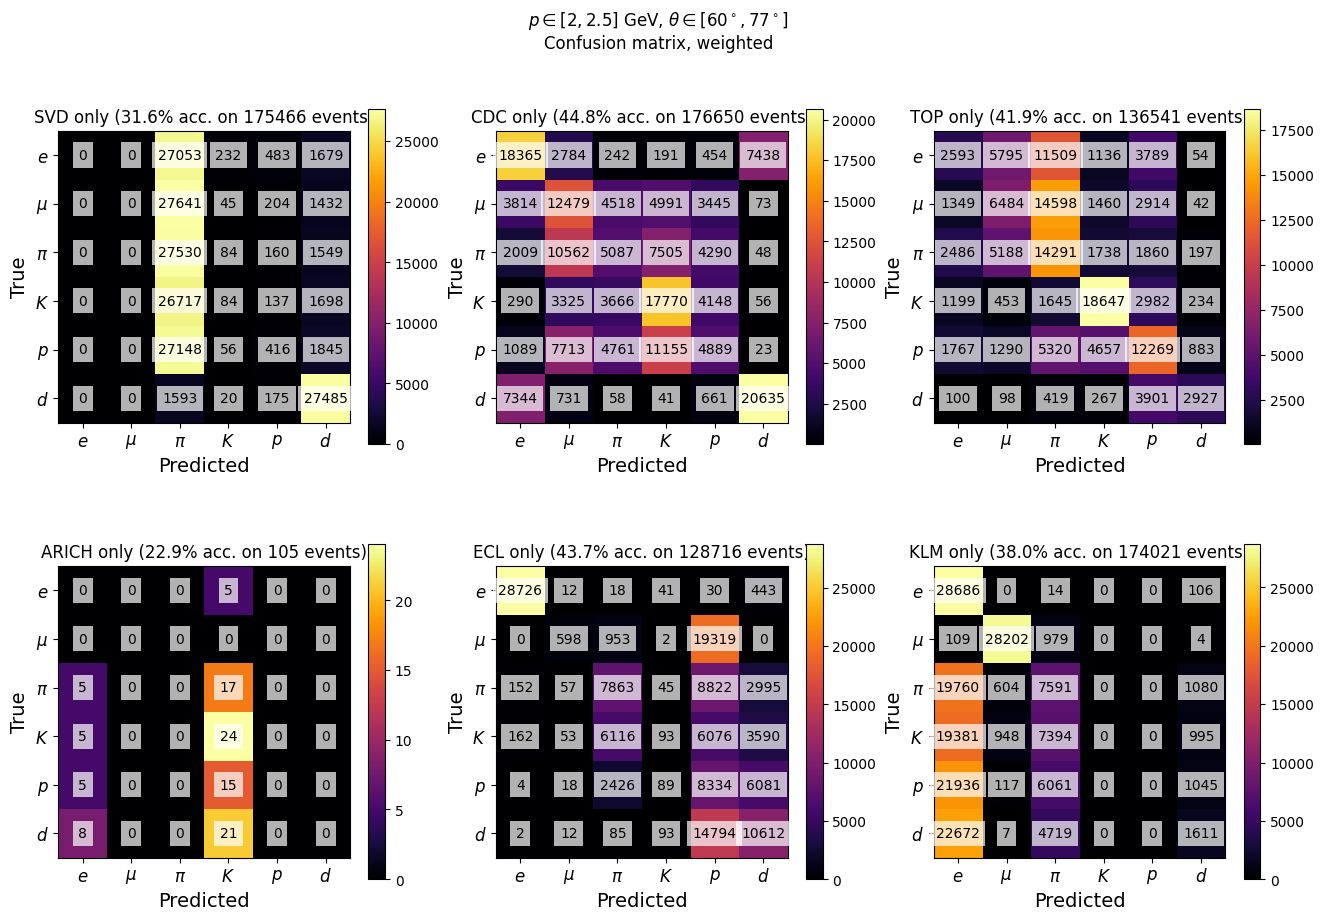 p ∈ [2, 2.5] GeV, θ ∈ [60°, 77°]
Confusion matrix, weighted
SVD only (31.6% acc. on 175466 events
True
e 0 0 27053 232 483 1679
μ 0 0 27641 45 204 1432
π 0 0 27530 84 160 1549
K 0 0 26717 84 137 1698
p 0 0 27148 56 416 1845
d 0 0 1593 20 175 27485
e μ π K p d
Predicted
25000
20000
15000
10000
5000
0
CDC only (44.8% acc. on 176650 events
True
e 18365 2784 242 191 454 7438
μ 3814 12479 4518 4991 3445 73
π 2009 10562 5087 7505 4290 48
K 290 3325 3666 17770 4148 56
p 1089 7713 4761 11155 4889 23
d 7344 731 58 41 661 20635
e μ π K p d
Predicted
20000
17500
15000
12500
10000
7500
5000
2500
TOP only (41.9% acc. on 136541 events
True
e 2593 5795 11509 1136 3789 54
μ 1349 6484 14598 1460 2914 42
π 2486 5188 14291 1738 1860 197
K 1199 453 1645 18647 2982 234
p 1767 1290 5320 4657 12269 883
d 100 98 419 267 3901 2927
e μ π K p d
Predicted
17500
15000
12500
10000
7500
5000
2500
ARICH only (22.9% acc. on 105 events)
True
e 0 0 0 5 0 0
μ 0 0 0 0 0 0
π 5 0 0 17 0 0
K 5 0 0 24 0 0
p 5 0 0 15 0 0
d 8 0 0 21 0 0
e μ π K p d
Predicted
20
15
10
5
0
ECL only (43.7% acc. on 128716 events)
True
e 28726 12 18 41 30 443
μ 0 598 953 2 19319 0
π 152 57 7863 45 8822 2995
K 162 53 6116 93 6076 3590
p 4 18 2426 89 8334 6081
d 2 12 85 93 14794 10612
e μ π K p d
Predicted
25000
20000
15000
10000
5000
0
KLM only (38.0% acc. on 174021 events
True
e 28686 0 14 0 0 106
μ 109 28202 979 0 0 4
π 19760 604 7591 0 0 1080
K 19381 948 7394 0 0 995
p 21936 117 6061 0 0 1045
d 22672 7 4719 0 0 1611
e μ π K p d
Predicted
25000
20000
15000
10000
5000
0